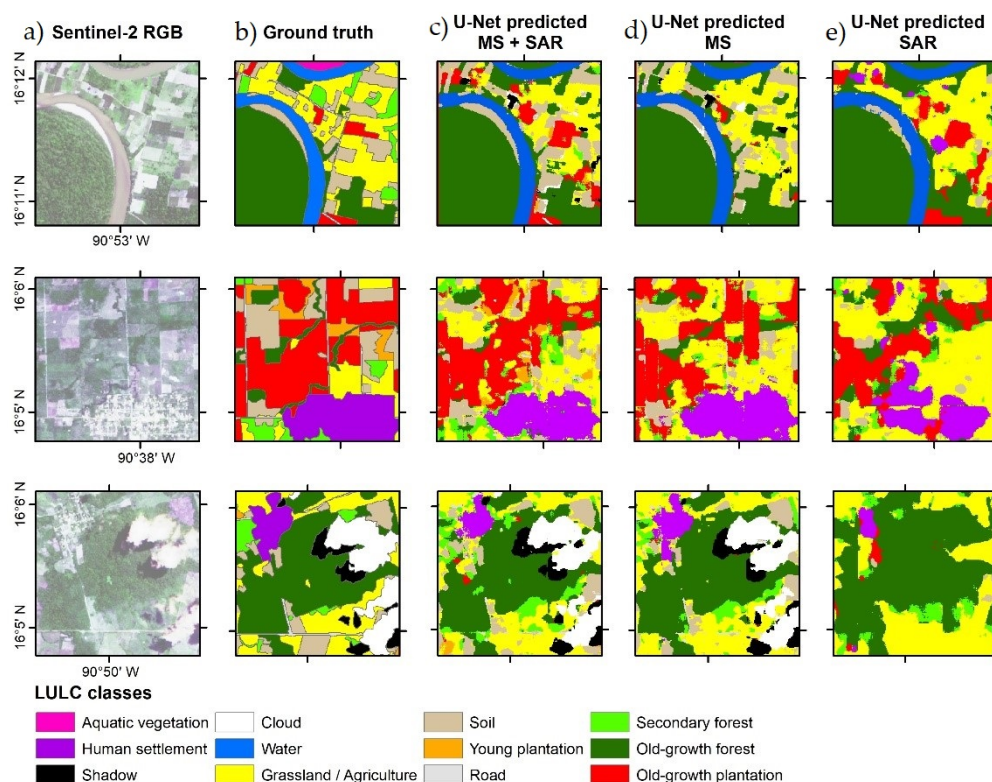 a) Sentinel-2 RGB
b) Ground truth
c) U-Net predicted
MS + SAR
d) U-Net predicted
MS
e) U-Net predicted
SAR
16°12' N
16°11' N
90°53' W
16°6' N
16°5' N
90°38' W
16°6' N
16°5' N
90°50' W
LULC classes
Aquatic vegetation
Cloud
Soil
Secondary forest
Human settlement
Water
Young plantation
Old-growth forest
Shadow
Grassland / Agriculture
Road
Old-growth plantation